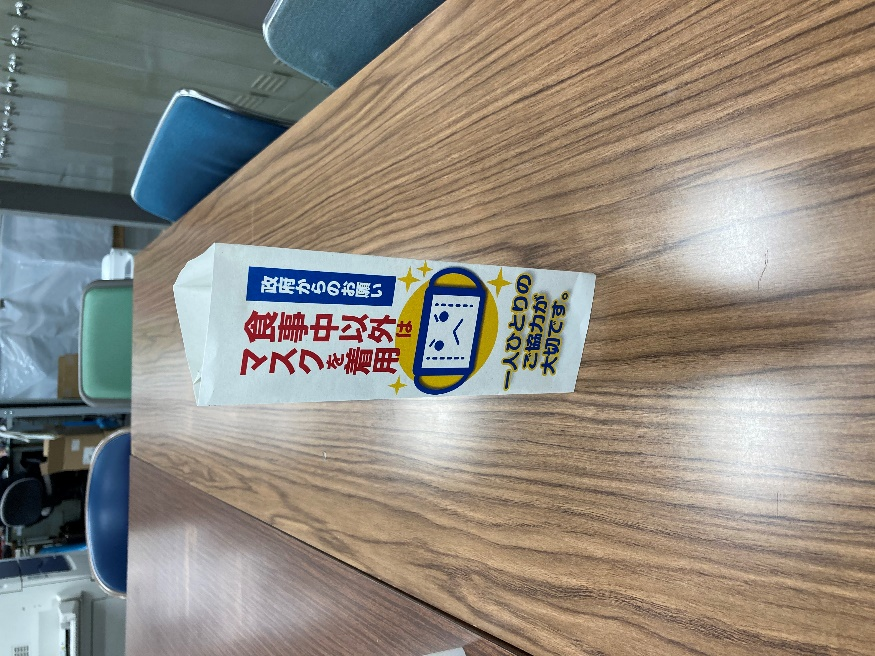 政府からのお願い
食事中以外は
マスクを着用
一人ひとりの
ご協力が
大切です。